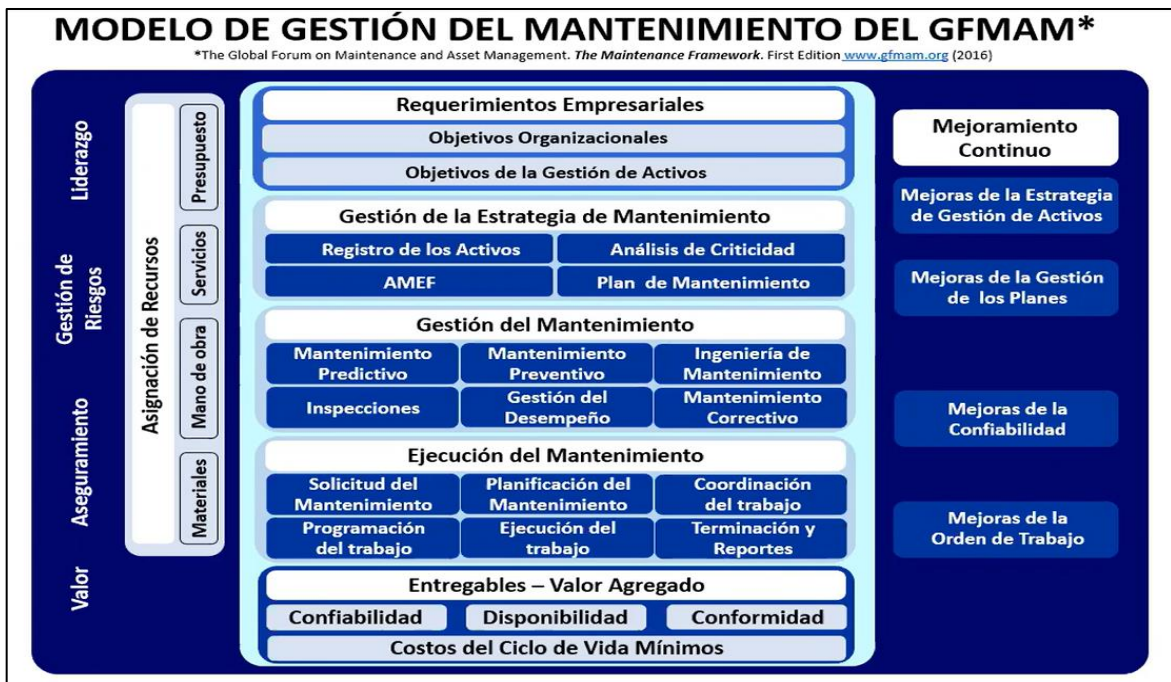 MODELO DE GESTIÓN DEL MANTENIMIENTO DEL GFMAM*
*The Global Forum on Maintenance and Asset Management. The Maintenance Framework. First Edition www.gfmam.org (2016)
Liderazgo
Gestión de
Riesgos
Aseguramiento
Valor
Asignación de Recursos
Presupuesto
Servicios
Mano de obra
Materiales
Requerimientos Empresariales
Objetivos Organizacionales
Objetivos de la Gestión de Activos
Gestión de la Estrategia de Mantenimiento
Registro de los Activos
Análisis de Criticidad
AMEF
Plan de Mantenimiento
Gestión del Mantenimiento
Mantenimiento
Predictivo
Mantenimiento
Preventivo
Ingeniería de
Mantenimiento
Inspecciones
Gestión del
Desempeño
Mantenimiento
Correctivo
Ejecución del Mantenimiento
Solicitud del
Mantenimiento
Planificación del
Mantenimiento
Coordinación
del trabajo
Programación
del trabajo
Ejecución del
trabajo
Terminación y
Reportes
Entregables – Valor Agregado
Confiabilidad
Disponibilidad
Conformidad
Costos del Ciclo de Vida Mínimos
Mejoramiento
Continuo
Mejoras de la Estrategia
de Gestión de Activos
Mejoras de la Gestión
de los Planes
Mejoras de la
Confiabilidad
Mejoras de la
Orden de Trabajo